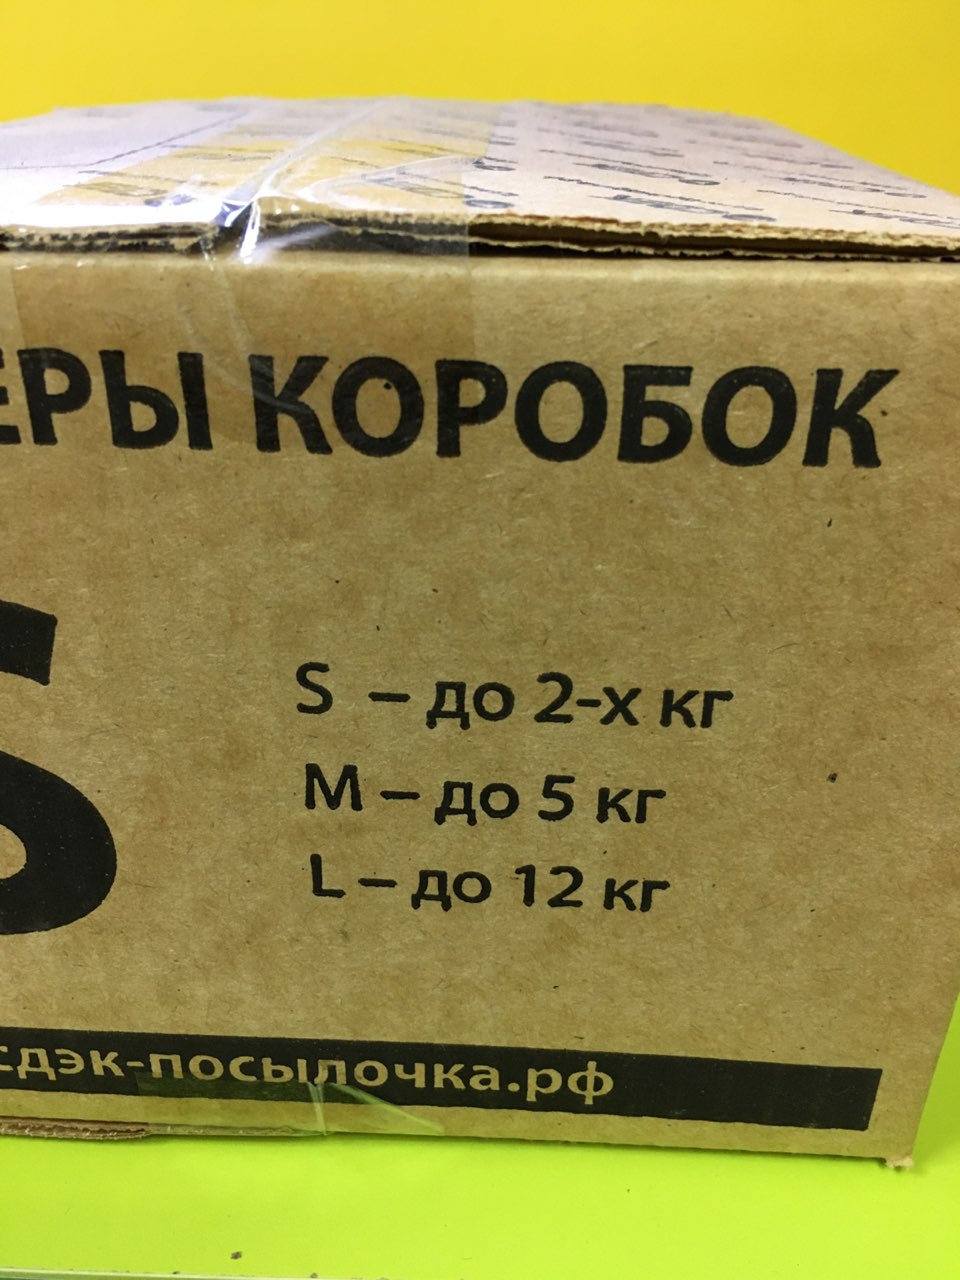 ЕРЫ КОРОБОК
S
S – до 2-х кг
М – до 5 кг
L – до 12 кг
сдэк-посылочка.рф